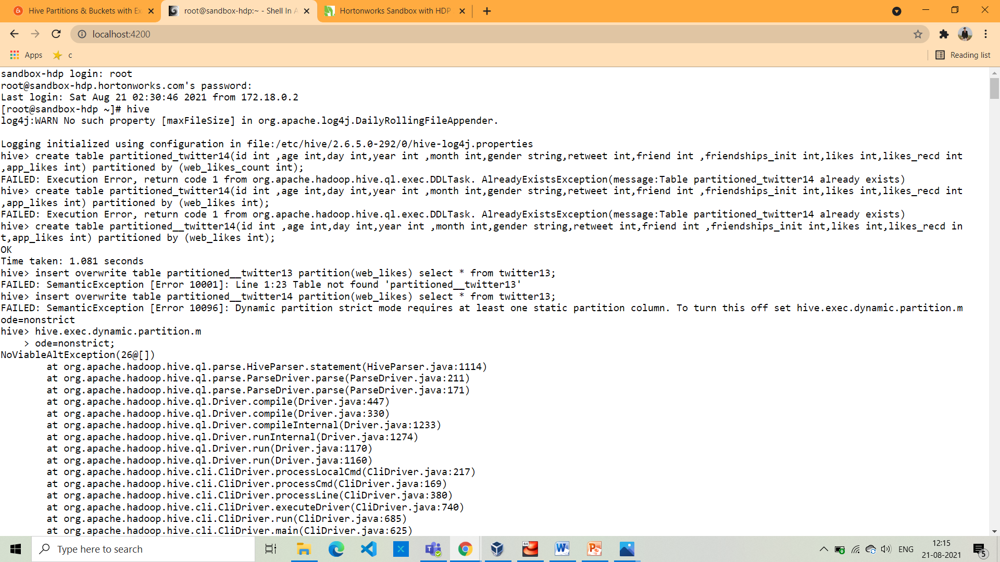 Hive Partitions & Buckets with Ex
root@sandbox-hdp:~ - Shell In A
Hortonworks Sandbox with HDP
localhost:4200
Apps
c
Reading list
sandbox-hdp login: root
root@sandbox-hdp.hortonworks.com's password:
Last login: Sat Aug 21 02:30:46 2021 from 172.18.0.2
[root@sandbox-hdp ~]# hive
log4j:WARN No such property [maxFileSize] in org.apache.log4j.DailyRollingFileAppender.
Logging initialized using configuration in file:/etc/hive/2.6.5.0-292/0/hive-log4j.properties
hive> create table partitioned_twitter14(id int ,age int,day int,year int ,month int,gender string,retweet int,friend int ,friendships_init int,likes int,likes_recd int
,app_likes int) partitioned by (web_likes_count int);
FAILED: Execution Error, return code 1 from org.apache.hadoop.hive.ql.exec.DDLTask. AlreadyExistsException(message:Table partitioned_twitter14 already exists)
hive> create table partitioned_twitter14(id int ,age int,day int,year int ,month int,gender string,retweet int,friend int ,friendships_init int,likes int,likes_recd int
,app_likes int) partitioned by (web_likes int);
FAILED: Execution Error, return code 1 from org.apache.hadoop.hive.ql.exec.DDLTask. AlreadyExistsException(message:Table partitioned_twitter14 already exists)
hive> create table partitioned__twitter14(id int ,age int,day int,year int ,month int,gender string,retweet int,friend int ,friendships_init int,likes int,likes_recd in
t,app_likes int) partitioned by (web_likes int);
OK
Time taken: 1.081 seconds
hive> insert overwrite table partitioned__twitter13 partition(web_likes) select * from twitter13;
FAILED: SemanticException [Error 10001]: Line 1:23 Table not found 'partitioned__twitter13'
hive> insert overwrite table partitioned__twitter14 partition(web_likes) select * from twitter13;
FAILED: SemanticException [Error 10096]: Dynamic partition strict mode requires at least one static partition column. To turn this off set hive.exec.dynamic.partition.m
ode=nonstrict
hive> hive.exec.dynamic.partition.m
    > ode=nonstrict;
NoViableAltException(26@[])
at org.apache.hadoop.hive.ql.parse.HiveParser.statement(HiveParser.java:1114)
at org.apache.hadoop.hive.ql.parse.ParseDriver.parse(ParseDriver.java:211)
at org.apache.hadoop.hive.ql.parse.ParseDriver.parse(ParseDriver.java:171)
at org.apache.hadoop.hive.ql.Driver.compile(Driver.java:447)
at org.apache.hadoop.hive.ql.Driver.compile(Driver.java:330)
at org.apache.hadoop.hive.ql.Driver.compileInternal(Driver.java:1233)
at org.apache.hadoop.hive.ql.Driver.runInternal(Driver.java:1274)
at org.apache.hadoop.hive.ql.Driver.run(Driver.java:1170)
at org.apache.hadoop.hive.ql.Driver.run(Driver.java:1160)
at org.apache.hadoop.hive.cli.CliDriver.processLocalCmd(CliDriver.java:217)
at org.apache.hadoop.hive.cli.CliDriver.processCmd(CliDriver.java:169)
at org.apache.hadoop.hive.cli.CliDriver.processLine(CliDriver.java:380)
at org.apache.hadoop.hive.cli.CliDriver.executeDriver(CliDriver.java:740)
at org.apache.hadoop.hive.cli.CliDriver.run(CliDriver.java:685)
at org.apache.hadoop.hive.cli.CliDriver.main(CliDriver.java:625)
Type here to search
64
ENG
12:15
21-08-2021
5